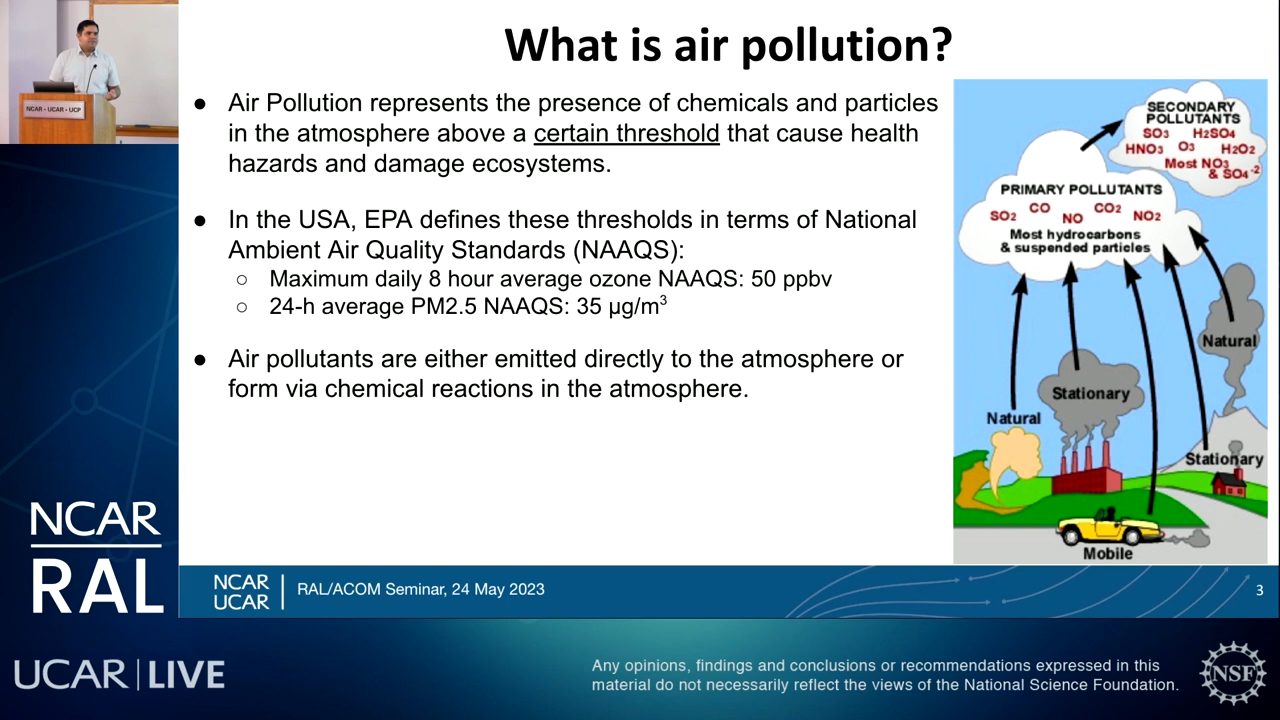 What is air pollution?
NCAR • UCAR • UCP
● Air Pollution represents the presence of chemicals and particles
in the atmosphere above a certain threshold that cause health
hazards and damage ecosystems.
● In the USA, EPA defines these thresholds in terms of National
Ambient Air Quality Standards (NAAQS):
○ Maximum daily 8 hour average ozone NAAQS: 50 ppbv
○ 24-h average PM2.5 NAAQS: 35 µg/m³
● Air pollutants are either emitted directly to the atmosphere or
form via chemical reactions in the atmosphere.
SECONDARY
POLLUTANTS
SO3 H2SO4
HNO3 O3 H2O2
Most NO3
& SO4-2
PRIMARY POLLUTANTS
SO2 CO NO CO2 NO2
Most hydrocarbons
& suspended particles
Natural
Stationary
Natural
Stationary
Mobile
NCAR
RAL
NCAR
UCAR
RAL/ACOM Seminar, 24 May 2023
3
UCAR | LIVE
Any opinions, findings and conclusions or recommendations expressed in this
material do not necessarily reflect the views of the National Science Foundation.
NSF